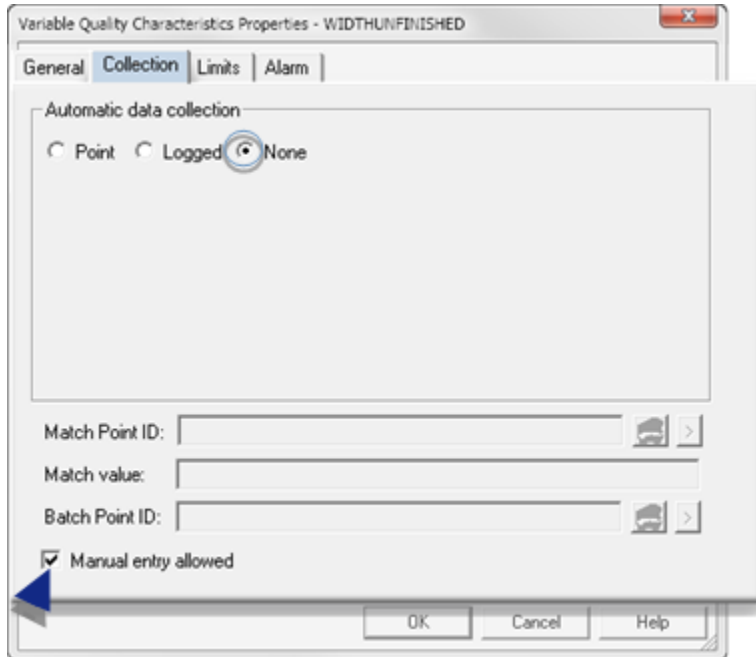 Variable Quality Characteristics Properties - WIDTHUNFINISHED
General Collection Limits Alarm
Automatic data collection
Point Logged None
Match Point ID:
Match value:
Batch Point ID:
Manual entry allowed
OK Cancel Help